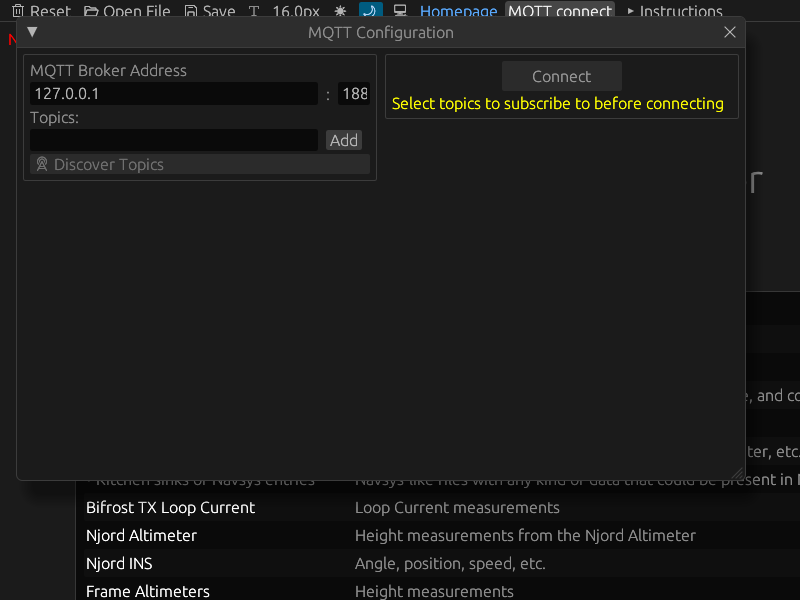 Reset Open File Save 16.0px Homepage MQTT connect Instructions
MQTT Configuration
MQTT Broker Address
127.0.0.1 : 188
Connect
Select topics to subscribe to before connecting
Topics:
Add
Discover Topics
r
, and co
ter, etc.
Kitchen sinks of Navsys entries Navsys-like files with any kind of data that could be present in
Bifrost TX Loop Current Loop Current measurements
Njord Altimeter Height measurements from the Njord Altimeter
Njord INS Angle, position, speed, etc.
Frame Altimeters Height measurements